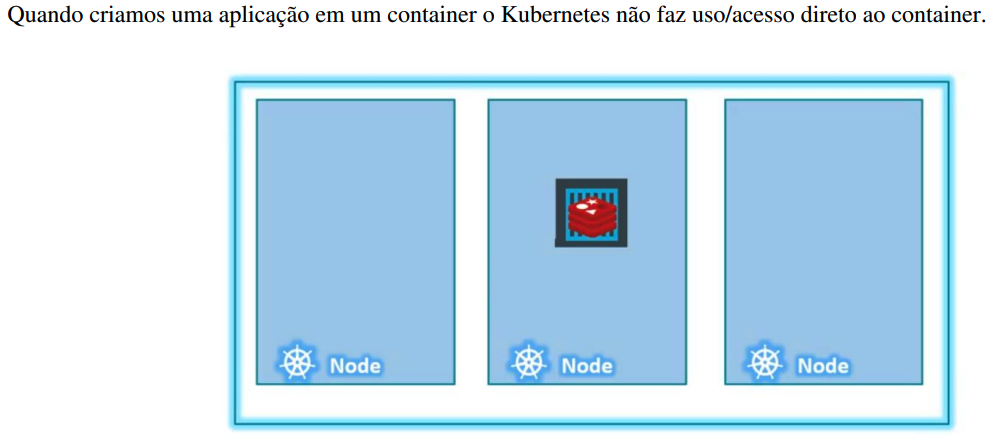 Quando criamos uma aplicação em um container o Kubernetes não faz uso/acesso direto ao container.
Node Node Node